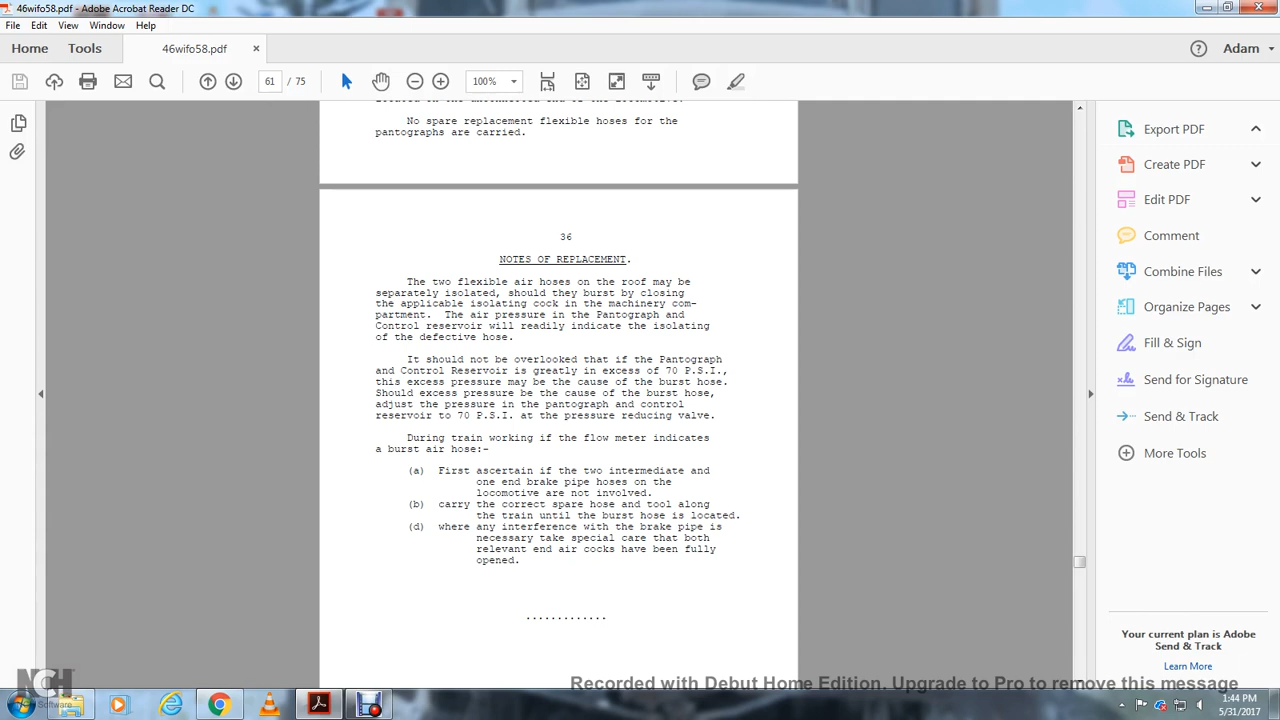 46wifo58.pdf - Adobe Acrobat Reader DC
File Edit View Window Help
Home Tools 46wifo58.pdf × Adam
61 / 75 100%
No spare replacement flexible hoses for the
pantographs are carried.
36
NOTES OF REPLACEMENT.
The two flexible air hoses on the roof may be
separately isolated, should they burst by closing
the applicable isolating cock in the machinery com-
partment. The air pressure in the Pantograph and
Control reservoir will readily indicate the isolating
of the defective hose.
It should not be overlooked that if the Pantograph
and Control Reservoir is greatly in excess of 70 P.S.I.,
this excess pressure may be the cause of the burst hose.
Should excess pressure be the cause of the burst hose,
adjust the pressure in the pantograph and control
reservoir to 70 P.S.I. at the pressure reducing valve.
During train working if the flow meter indicates
a burst air hose:-
(a) First ascertain if the two intermediate and
one end brake pipe hoses on the
locomotive are not involved.
(b) carry the correct spare hose and tool along
the train until the burst hose is located.
(d) where any interference with the brake pipe is
necessary take special care that both
relevant end air cocks have been fully
opened.
.............
Export PDF
Create PDF
Edit PDF
Comment
Combine Files
Organize Pages
Fill & Sign
Send for Signature
Send & Track
More Tools
Your current plan is Adobe
Send & Track
Learn More
NCH
Software
Recorded with Debut Home Edition. Upgrade to Pro to remove this message
1:44 PM
5/31/2017